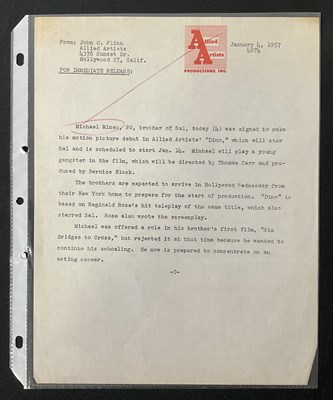 From: John C. Flinn
Allied Artists
4376 Sunset Dr.
Hollywood 27, Calif.
FOR IMMEDIATE RELEASE:
Allied
Artists
A
A
PRODUCTIONS, INC.
January 4, 1957
4974
Michael Mineo, 20, brother of Sal, today (4) was signed to make
his motion picture debut in Allied Artists' "Dino," which will star
Sal and is scheduled to start Jan. 14. Michael will play a young
gangster in the film, which will be directed by Thomas Carr and pro-
duced by Bernice Block.
The brothers are expected to arrive in Hollywood Wednesday from
their New York home to prepare for the start of production. "Dino" is
based on Reginald Rose's hit teleplay of the same title, which also
starred Sal. Rose also wrote the screenplay.
Michael was offered a role in his brother's first film, "Six
Bridges to Cross," but rejected it at that time because he wanted to
continue his schooling. He now is prepared to concentrate on an
acting career.
-0-